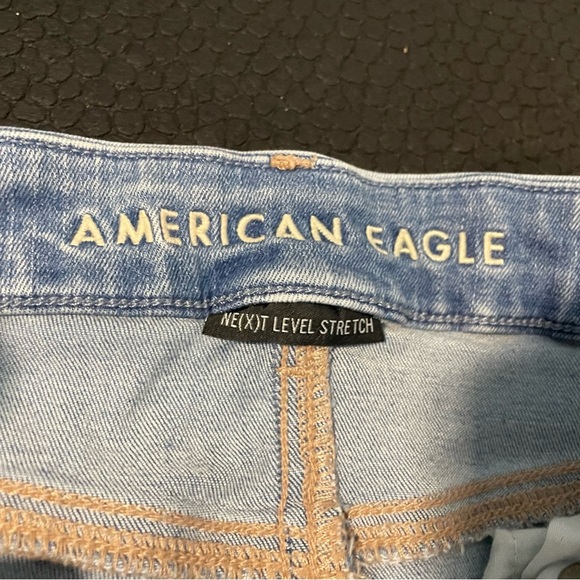 AMERICAN EAGLE
NE(X)T LEVEL STRETCH